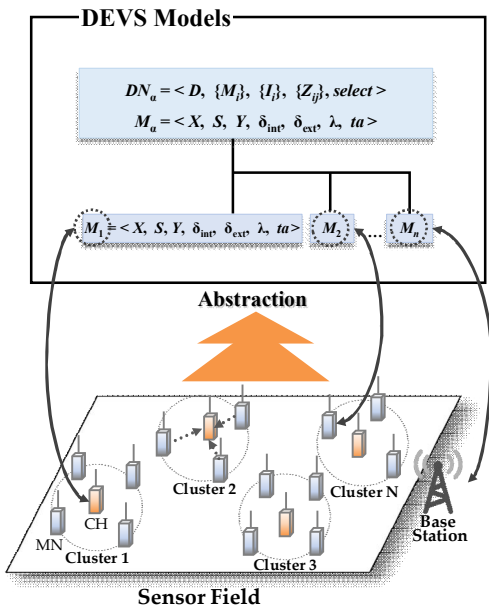 DEVS Models
DNα = < D, {Mi}, {Ii}, {Zij}, select >
Mα = < X, S, Y, δint, δext, λ, ta >
M1 = < X, S, Y, δint, δext, λ, ta>
M2
...
Mn
Abstraction
Cluster 2
Cluster N
CH
MN
Cluster 1
Cluster 3
Base
Station
Sensor Field